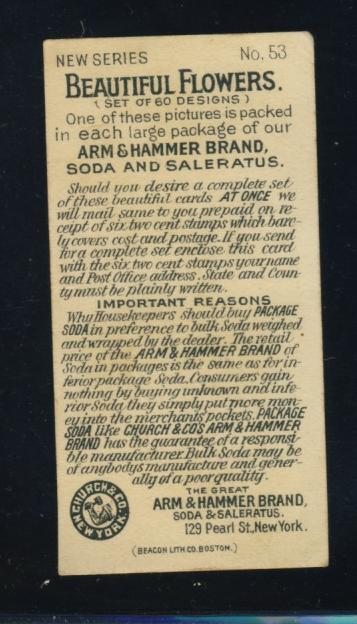 NEW SERIES No. 53
BEAUTIFUL FLOWERS.
(SET OF 60 DESIGNS)
One of these pictures is packed
in each large package of our
ARM & HAMMER BRAND,
SODA AND SALERATUS.
Should you desire a complete set
of these beautiful cards AT ONCE we
will mail same to you prepaid on re-
ceipt of six two cent stamps which bare-
ly covers cost and postage. If you send
for a complete set enclose this card
with the six two cent stamps your name
and Post Office address. State and Coun-
ty must be plainly written.
IMPORTANT REASONS
Why Housekeepers should buy PACKAGE
SODA in preference to bulk Soda weighed
and wrapped by the dealer. The retail
price of the ARM & HAMMER BRAND of
Soda in packages is the same as for in-
ferior package Soda. Consumers gain
nothing by buying unknown and infe-
rior Soda they simply put more mon-
ey into the merchants' pockets. PACKAGE
SODA like CHURCH & CO'S ARM & HAMMER
BRAND has the guarantee of a responsi-
ble manufacturer. Bulk Soda may be
of anybodys manufacture and gener-
ally of a poor quality.
THE GREAT
ARM & HAMMER BRAND,
SODA & SALERATUS.
129 Pearl St., New York.
CHURCH & CO.
NEW YORK.
(BEACON LITH. CO. BOSTON.)